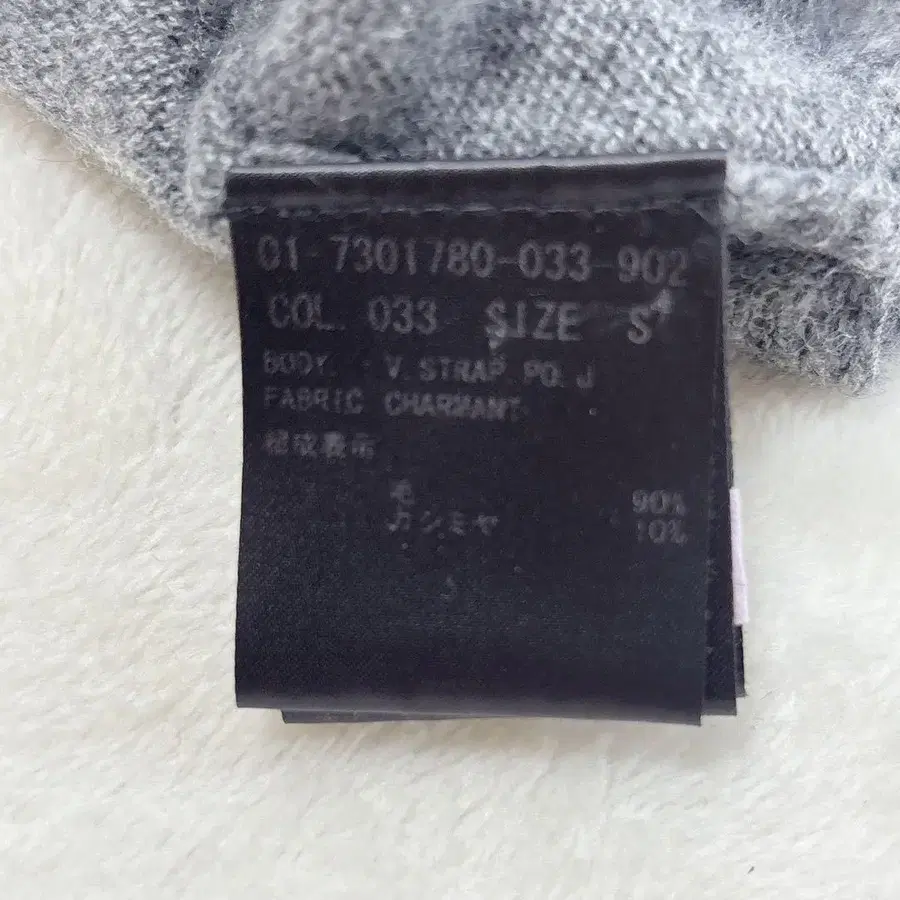 01-7301780-033-902
COL. 033 SIZE S
BODY. : V. STRAP PO. J
FABRIC CHARMANT
組成表示
毛 90%
カシミヤ 10%